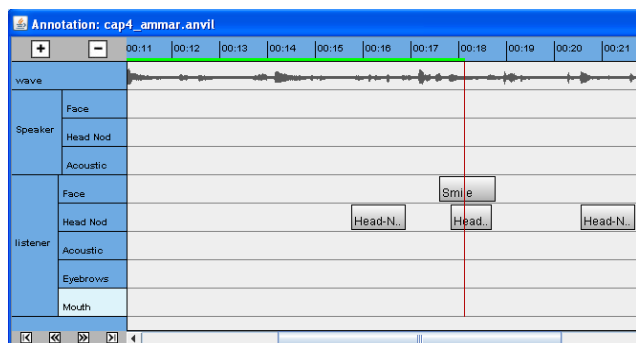 Annotation: cap4_ammar.anvil
+ - 00:11 00:12 00:13 00:14 00:15 00:16 00:17 00:18 00:19 00:20 00:21
wave
Speaker
Face
Head Nod
Acoustic
listener
Face Smile
Head Nod Head-N.. Head.. Head-N..
Acoustic
Eyebrows
Mouth